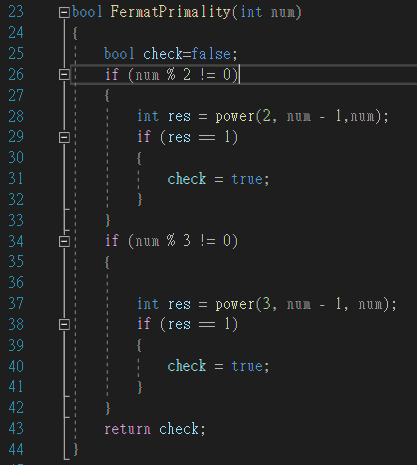 23 bool FermatPrimality(int num)
24 {
25 bool check=false;
26 if (num % 2 != 0)
27 {
28 int res = power(2, num - 1,num);
29 if (res == 1)
30 {
31 check = true;
32 }
33 }
34 if (num % 3 != 0)
35 {
36
37 int res = power(3, num - 1, num);
38 if (res == 1)
39 {
40 check = true;
41 }
42 }
43 return check;
44 }